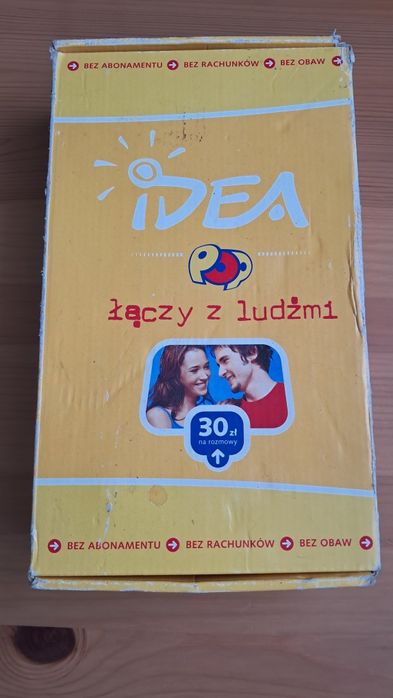 BEZ ABONAMENTU BEZ RACHUNKÓW BEZ OBAW
iDEA
POP
łączy z ludźmi
30 zł
na rozmowy
BEZ ABONAMENTU BEZ RACHUNKÓW BEZ OBAW